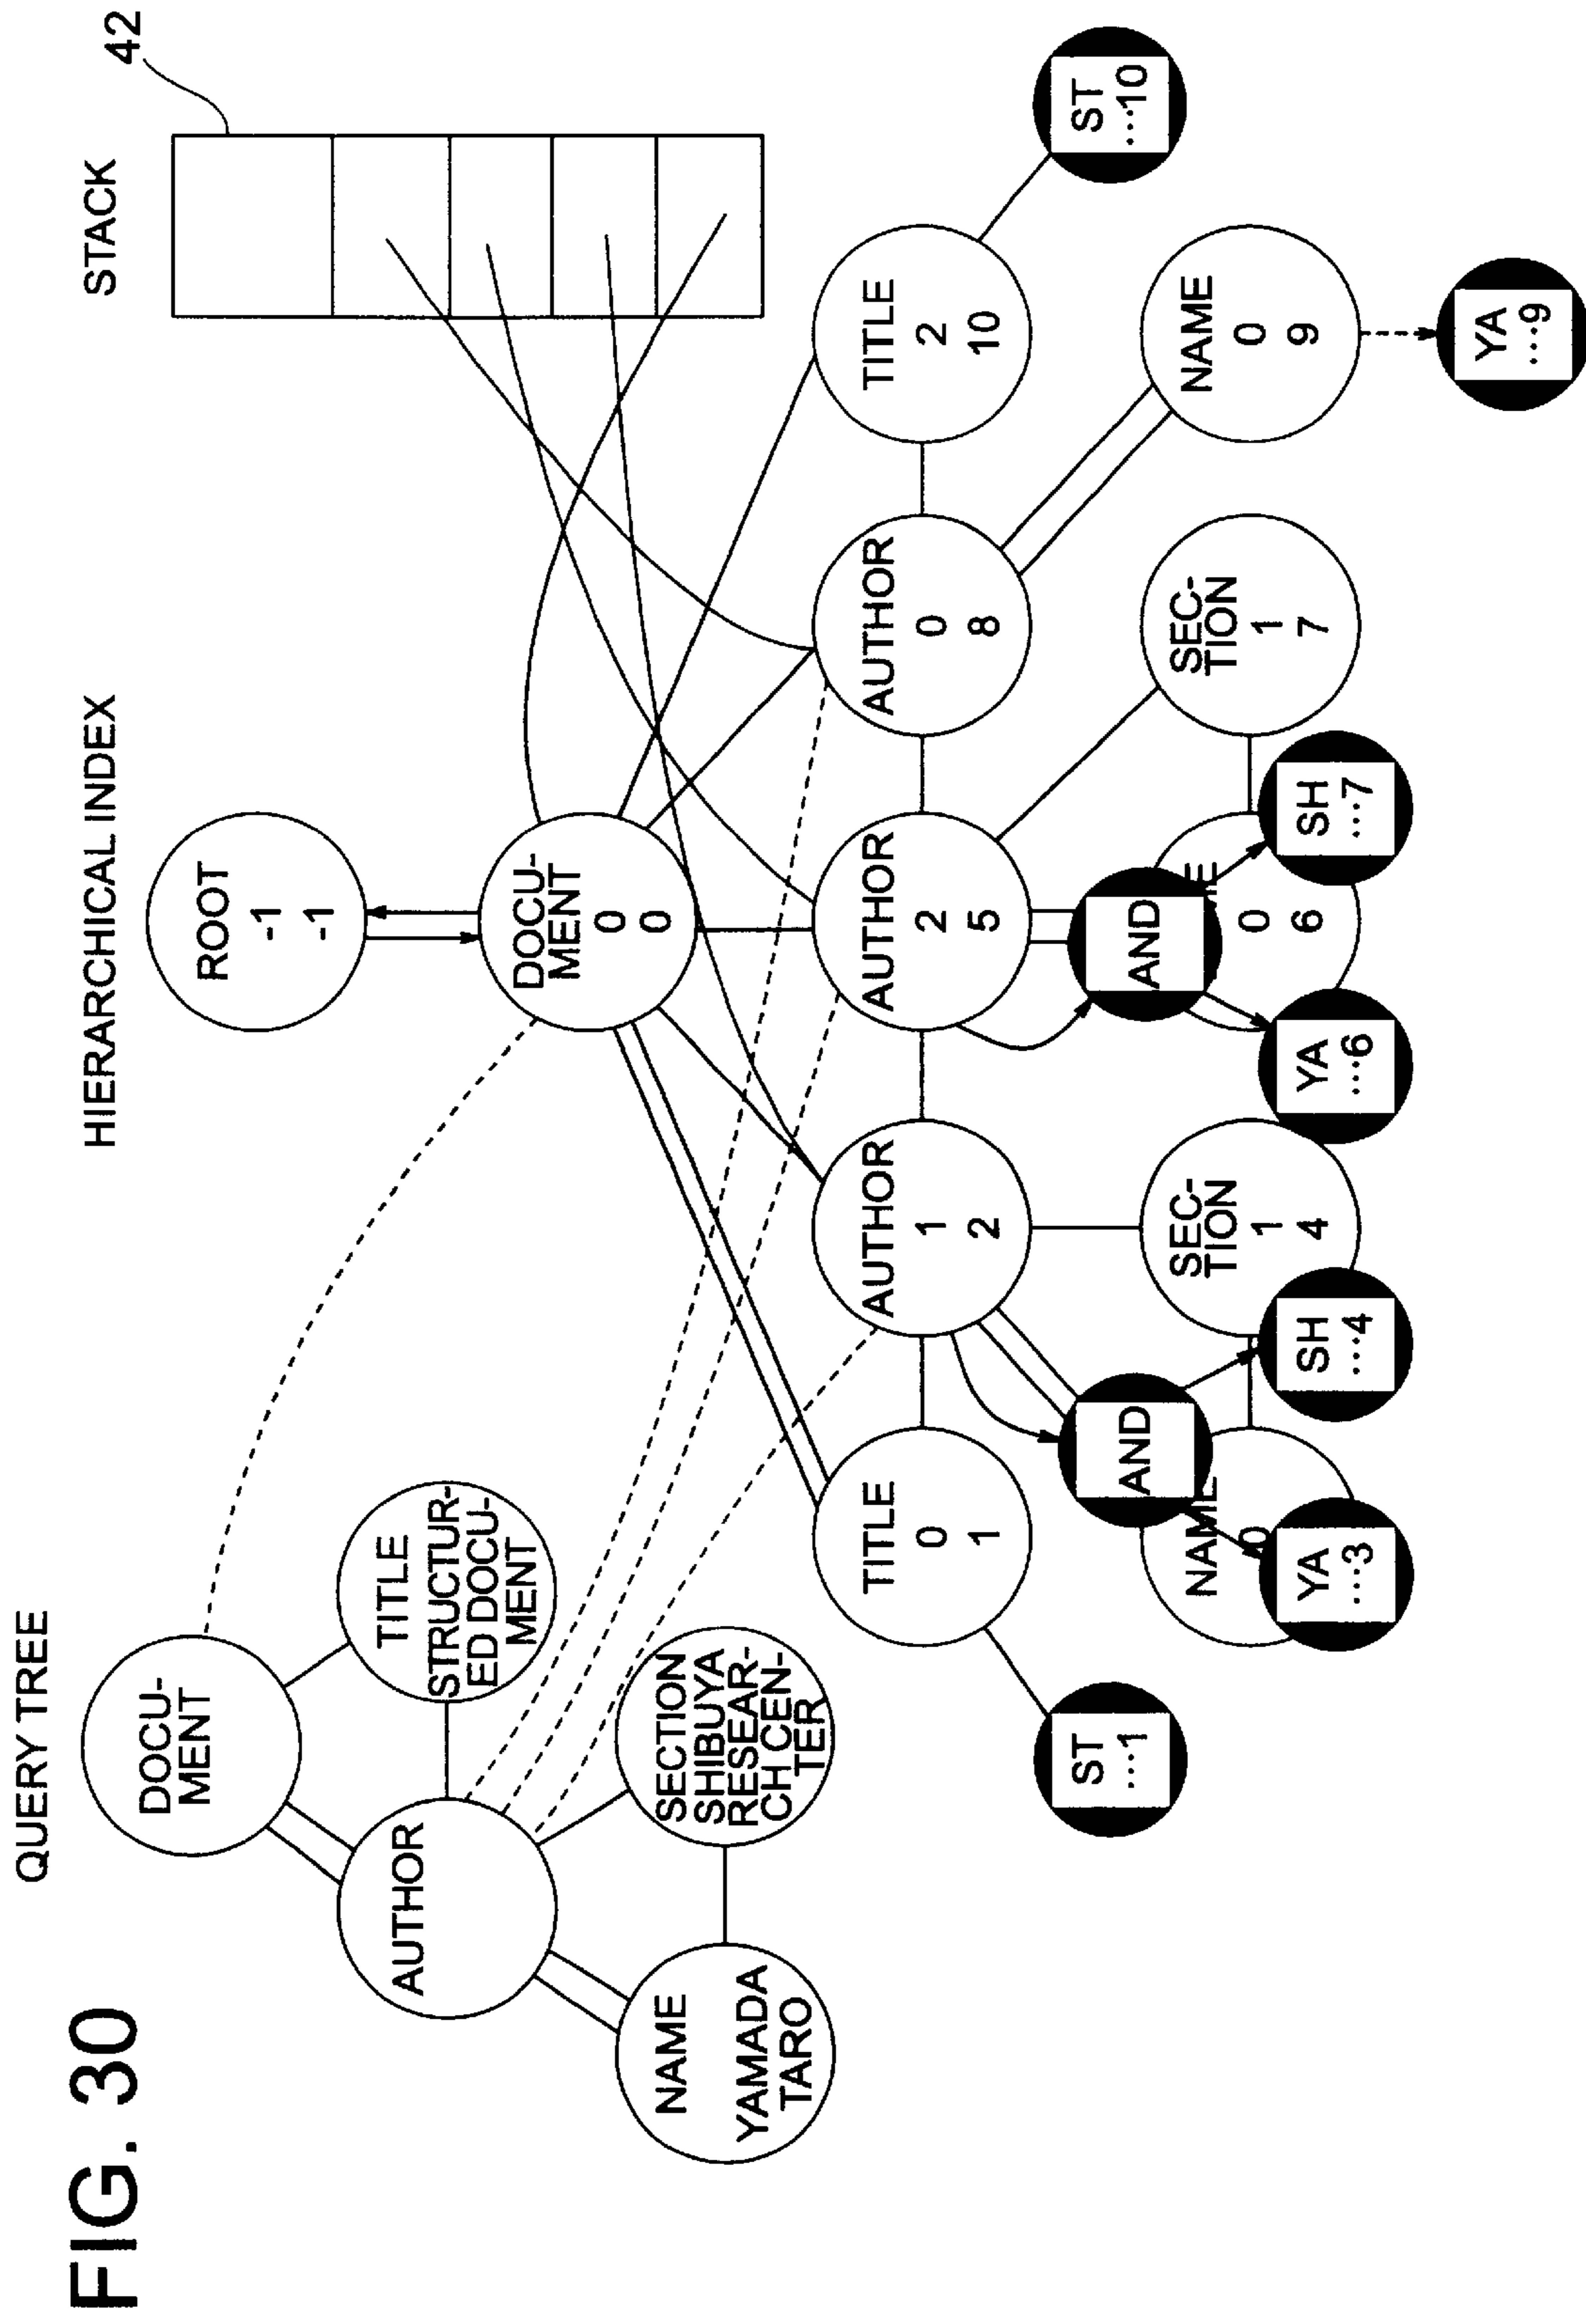 FIG. 30
QUERY TREE
DOCU-
MENT
AUTHOR
TITLE
STRUCTUR-
ED DOCU-
MENT
NAME
YAMADA
TARO
SECTION
SHIBUYA
RESEAR-
CH CEN-
TER
HIERARCHICAL INDEX
ROOT
-1
-1
DOCU-
MENT
0
0
STACK
42
TITLE
0
1
AUTHOR
1
2
AUTHOR
2
5
AUTHOR
0
8
TITLE
2
10
ST
...1
AND
NAME
0
YA
...3
SH
...4
SEC-
TION
1
4
AND
0
6
YA
...6
SH
...7
SEC-
TION
1
7
NAME
0
9
YA
....9
ST
...10